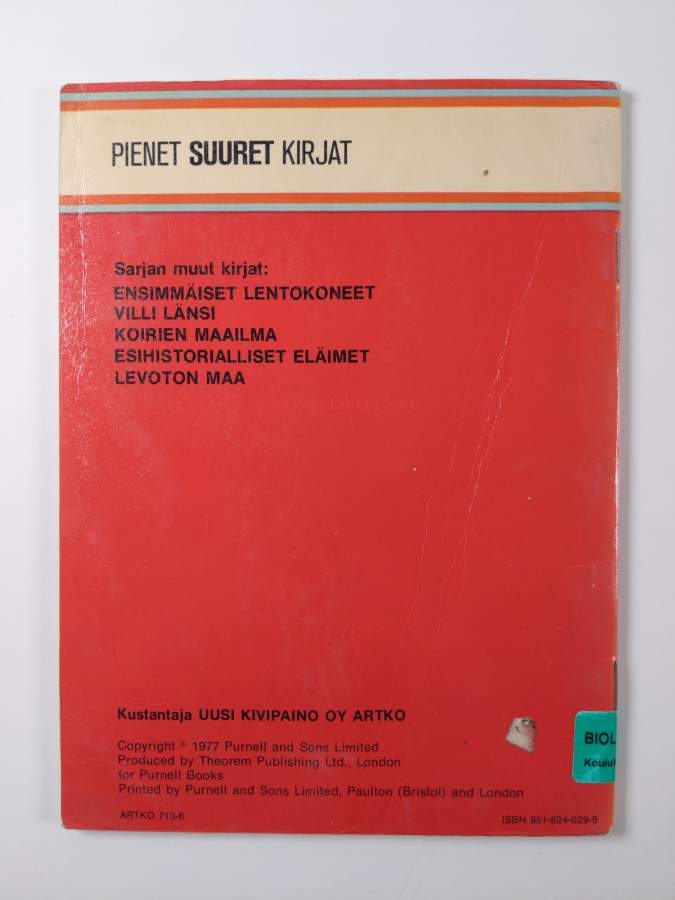 PIENET SUURET KIRJAT
Sarjan muut kirjat:
ENSIMMÄISET LENTOKONEET
VILLI LÄNSI
KOIRIEN MAAILMA
ESIHISTORIALLISET ELÄIMET
LEVOTON MAA
Kustantaja UUSI KIVIPAINO OY ARTKO
Copyright © 1977 Purnell and Sons Limited
Produced by Theorem Publishing Ltd., London
for Purnell Books
Printed by Purnell and Sons Limited, Paulton (Bristol) and London
BIOL
Kouluk
ARTKO 713-6
ISBN 951-824-029-9